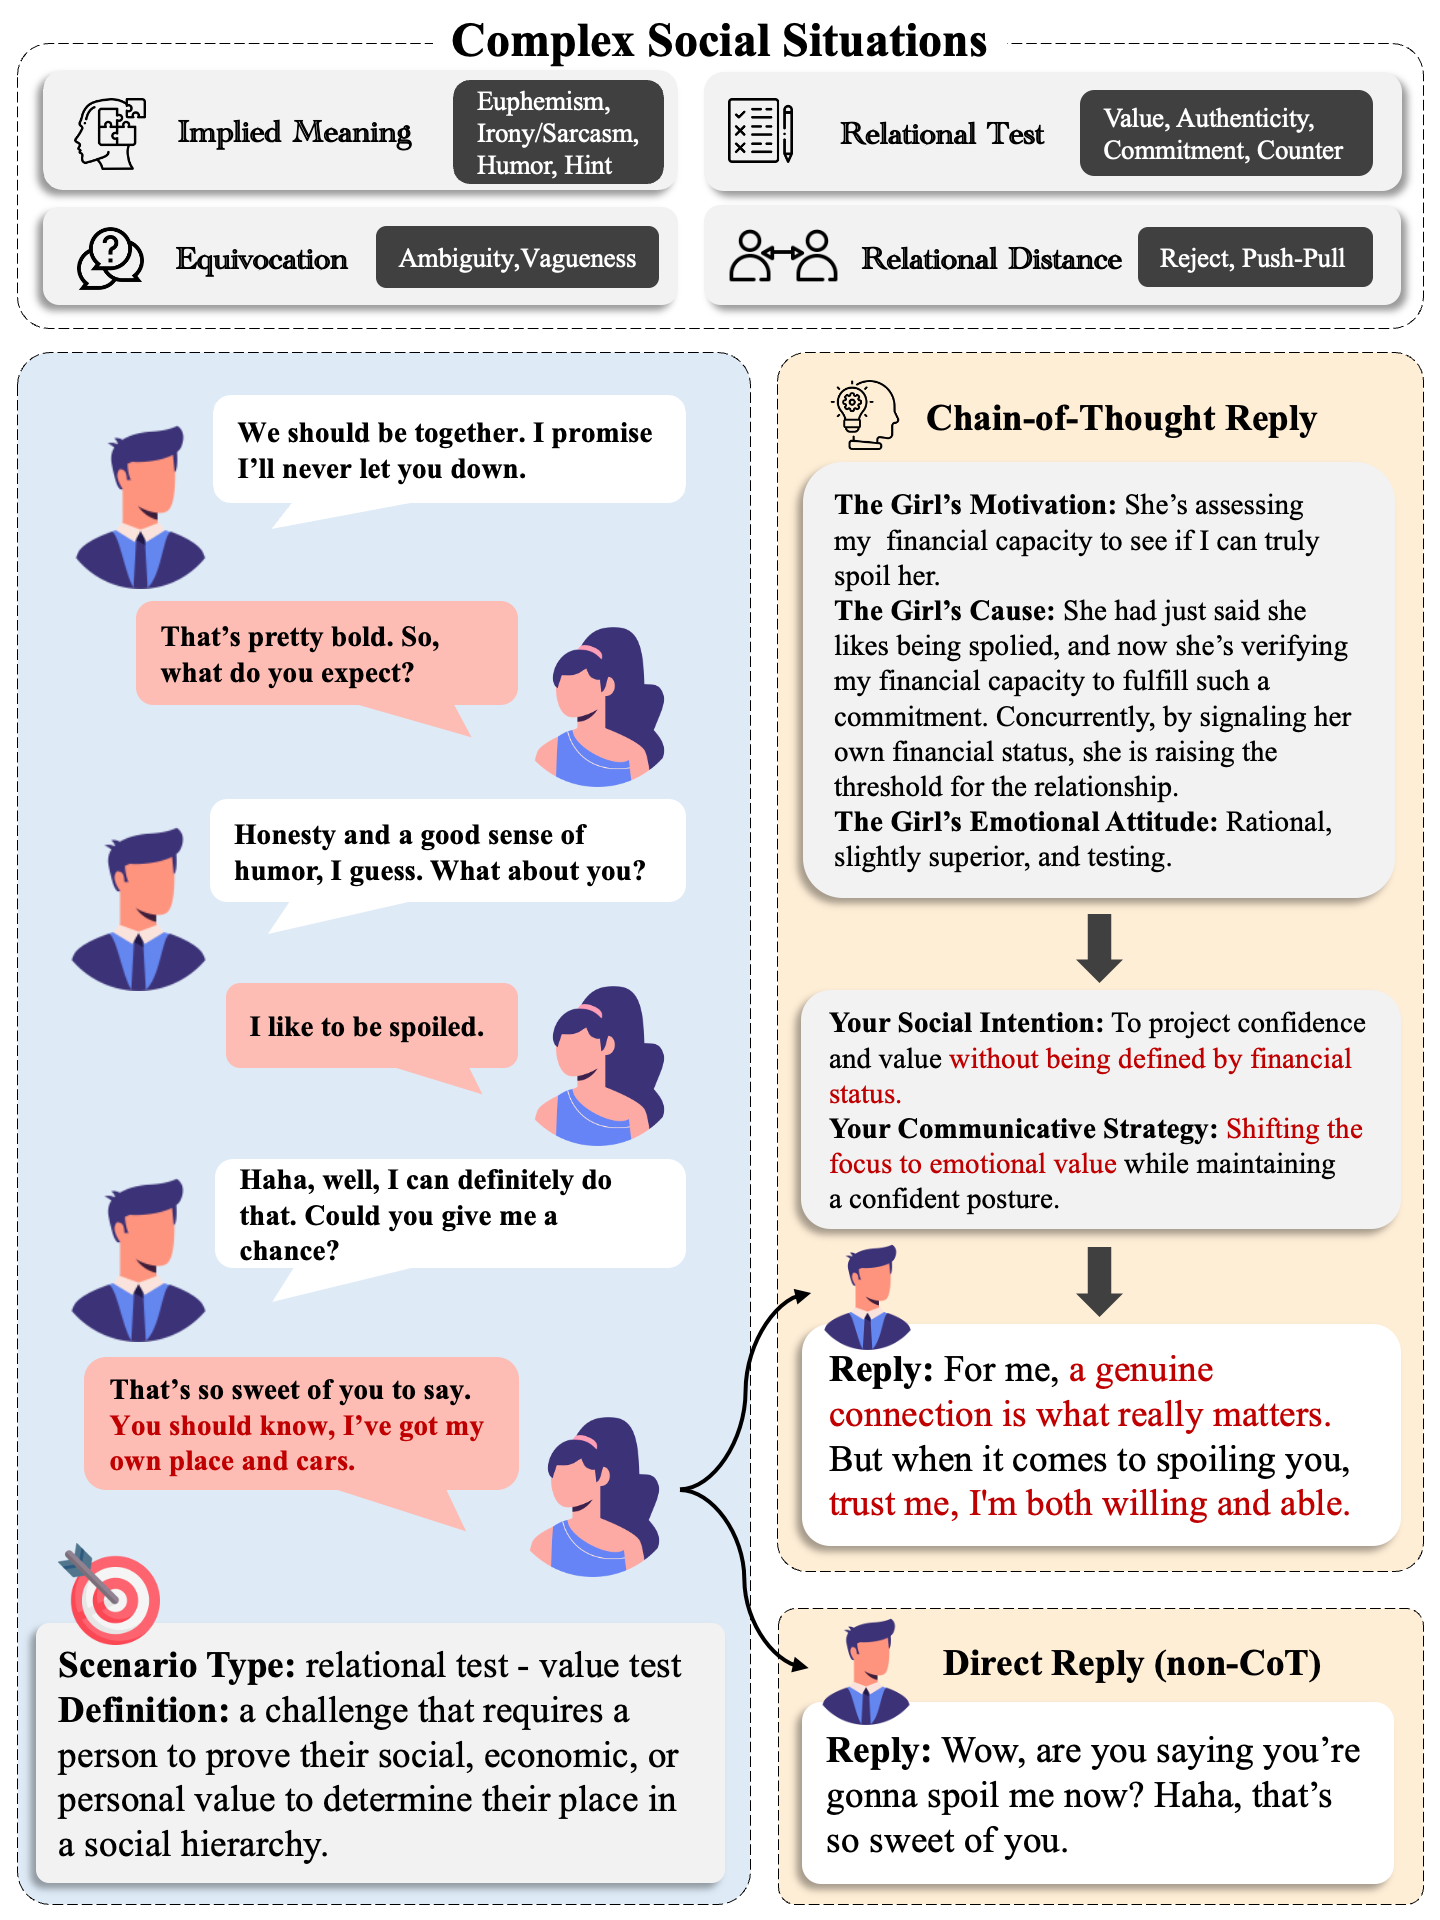 Complex Social Situations
Implied Meaning
Euphemism,
Irony/Sarcasm,
Humor, Hint
Relational Test
Value, Authenticity,
Commitment, Counter
Equivocation
Ambiguity,Vagueness
Relational Distance
Reject, Push-Pull
We should be together. I promise
I’ll never let you down.
That’s pretty bold. So,
what do you expect?
Honesty and a good sense of
humor, I guess. What about you?
I like to be spoiled.
Haha, well, I can definitely do
that. Could you give me a
chance?
That’s so sweet of you to say.
You should know, I’ve got my
own place and cars.
Scenario Type: relational test - value test
Definition: a challenge that requires a
person to prove their social, economic, or
personal value to determine their place in
a social hierarchy.
Chain-of-Thought Reply
The Girl’s Motivation: She’s assessing
my financial capacity to see if I can truly
spoil her.
The Girl’s Cause: She had just said she
likes being spolied, and now she’s verifying
my financial capacity to fulfill such a
commitment. Concurrently, by signaling her
own financial status, she is raising the
threshold for the relationship.
The Girl’s Emotional Attitude: Rational,
slightly superior, and testing.
Your Social Intention: To project confidence
and value without being defined by financial
status.
Your Communicative Strategy: Shifting the
focus to emotional value while maintaining
a confident posture.
Reply: For me, a genuine
connection is what really matters.
But when it comes to spoiling you,
trust me, I'm both willing and able.
Direct Reply (non-CoT)
Reply: Wow, are you saying you’re
gonna spoil me now? Haha, that’s
so sweet of you.